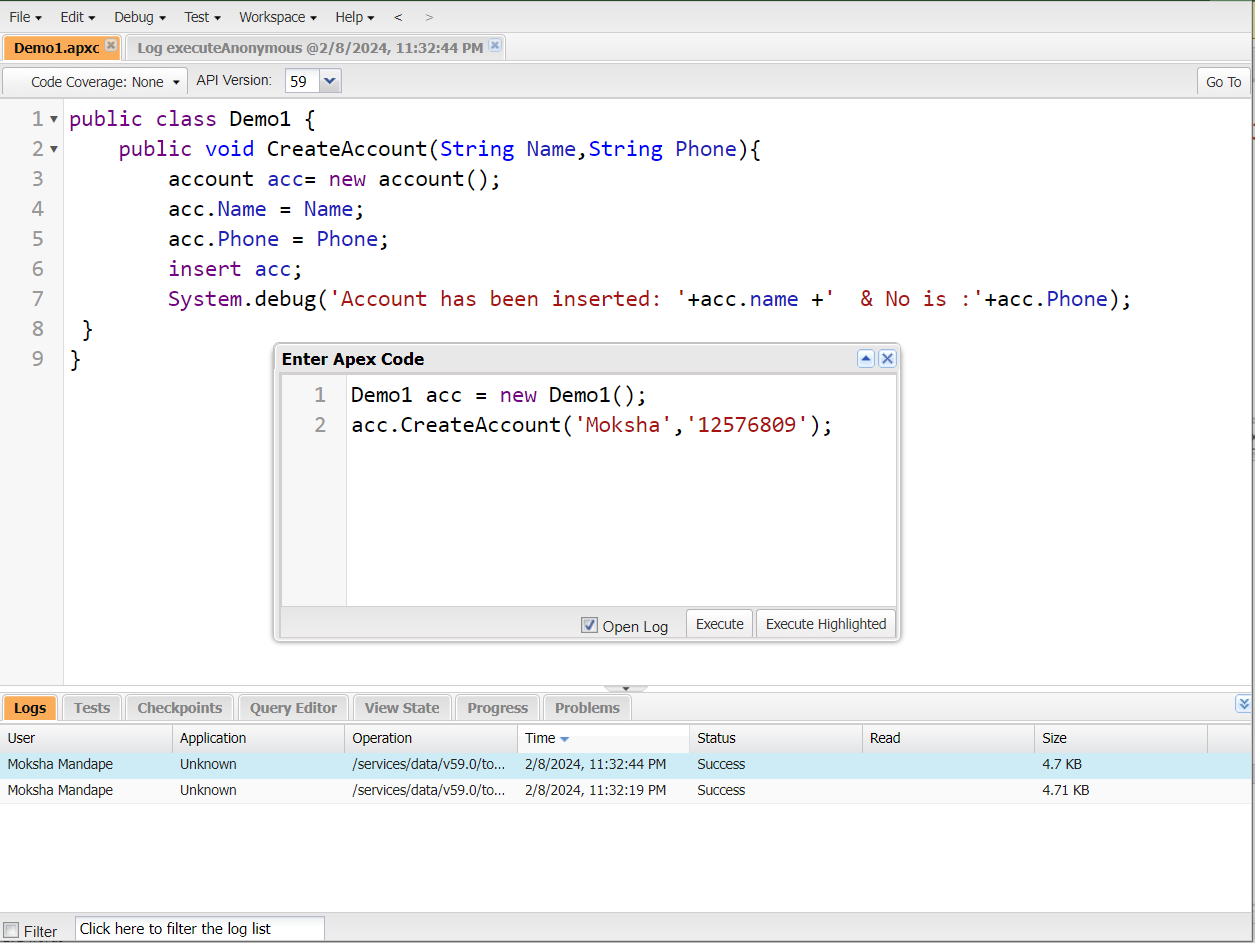 File Edit Debug Test Workspace Help < >
Demo1.apxc Log executeAnonymous @2/8/2024, 11:32:44 PM
Code Coverage: None API Version: 59 Go To
1 public class Demo1 {
2 public void CreateAccount(String Name,String Phone){
3 account acc= new account();
4 acc.Name = Name;
5 acc.Phone = Phone;
6 insert acc;
7 System.debug('Account has been inserted: '+acc.name +'  & No is :'+acc.Phone);
8 }
9 }
Enter Apex Code
1 Demo1 acc = new Demo1();
2 acc.CreateAccount('Moksha','12576809');
Open Log Execute Execute Highlighted
Logs Tests Checkpoints Query Editor View State Progress Problems
User Application Operation Time Status Read Size
Moksha Mandape Unknown /services/data/v59.0/to... 2/8/2024, 11:32:44 PM Success 4.7 KB
Moksha Mandape Unknown /services/data/v59.0/to... 2/8/2024, 11:32:19 PM Success 4.71 KB
Filter Click here to filter the log list